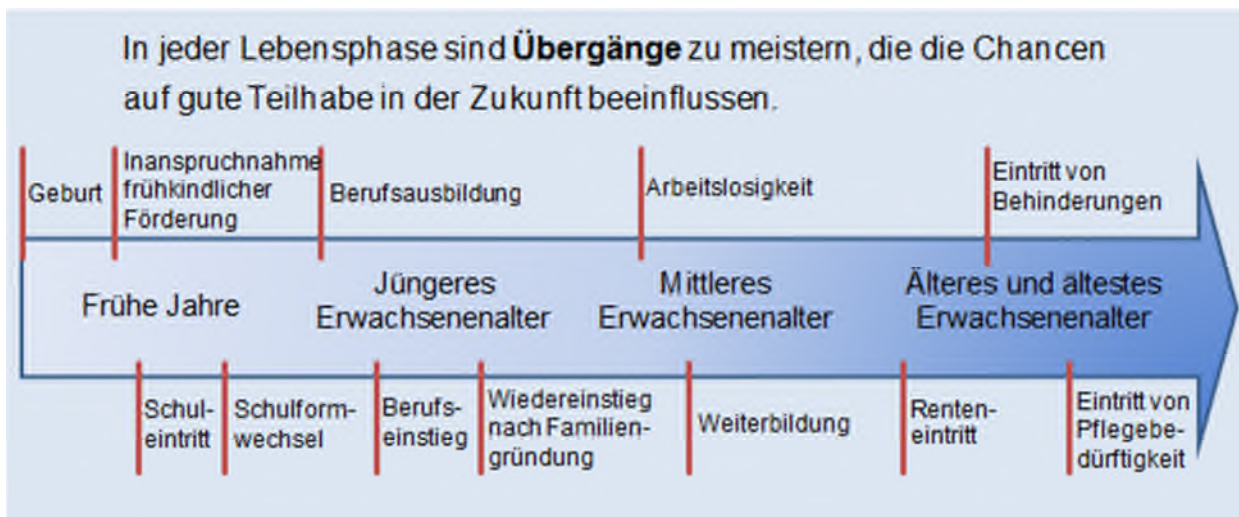 In jeder Lebensphase sind Übergänge zu meistern, die die Chancen
auf gute Teilhabe in der Zukunft beeinflussen.
Geburt
Inanspruchnahme
frühkindlicher
Förderung
Berufsausbildung
Arbeitslosigkeit
Eintritt von
Behinderungen
Frühe Jahre
Jüngeres
Erwachsenenalter
Mittleres
Erwachsenenalter
Älteres und ältestes
Erwachsenenalter
Schul-
eintritt
Schulform-
wechsel
Berufs-
einstieg
Wiedereinstieg
nach Familien-
gründung
Weiterbildung
Renten-
eintritt
Eintritt von
Pflegebe-
dürftigkeit